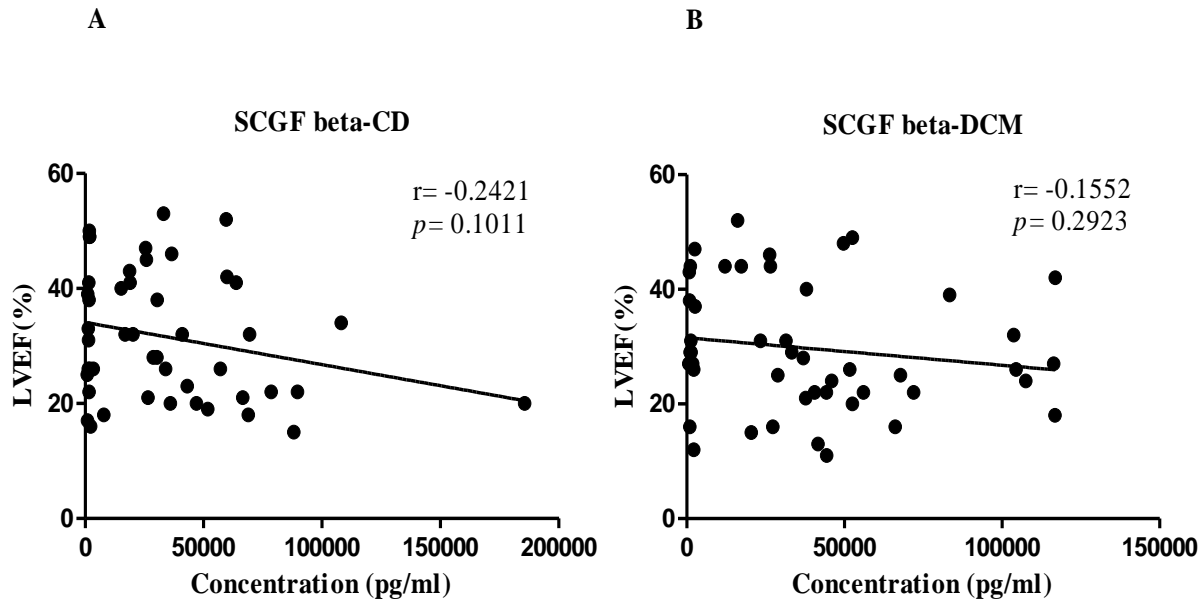 A
SCGF beta-CD
r= -0.2421
p= 0.1011
LVEF(%)
60
40
20
0
0 50000 100000 150000 200000
Concentration (pg/ml)
B
SCGF beta-DCM
r= -0.1552
p= 0.2923
LVEF(%)
60
40
20
0
0 50000 100000 150000
Concentration (pg/ml)